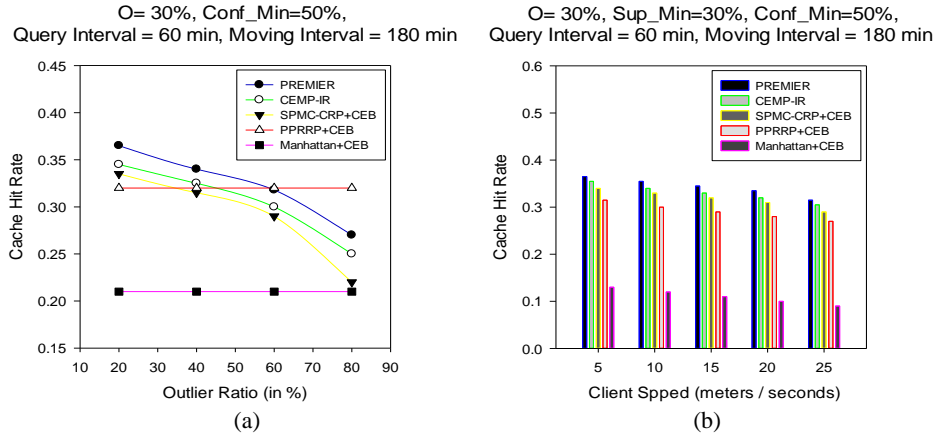 O= 30%, Conf_Min=50%,
Query Interval = 60 min, Moving Interval = 180 min
0.45
0.40
0.35
0.30
0.25
0.20
0.15
Cache Hit Rate
PREMIER
CEMP-IR
SPMC-CRP+CEB
PPRRP+CEB
Manhattan+CEB
10 20 30 40 50 60 70 80 90
Outlier Ratio (in %)
(a)
O= 30%, Sup_Min=30%, Conf_Min=50%,
Query Interval = 60 min, Moving Interval = 180 min
0.6
0.5
0.4
0.3
0.2
0.1
0.0
Cache Hit Rate
PREMIER
CEMP-IR
SPMC-CRP+CEB
PPRRP+CEB
Manhattan+CEB
5 10 15 20 25
Client Spped (meters / seconds)
(b)